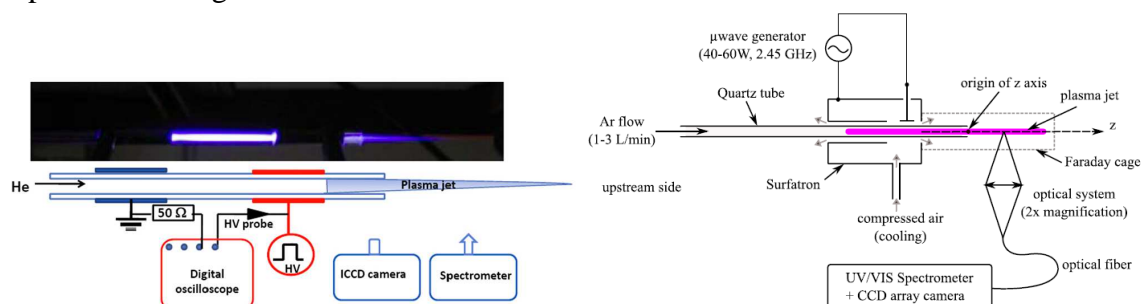 He
Plasma jet
50 Ω
HV probe
HV
Digital
oscilloscope
ICCD camera
Spectrometer
μwave generator
(40-60W, 2.45 GHz)
Quartz tube
origin of z axis
plasma jet
z
Ar flow
(1-3 L/min)
Faraday cage
Surfatron
upstream side
optical system
(2x magnification)
compressed air
(cooling)
optical fiber
UV/VIS Spectrometer
+ CCD array camera